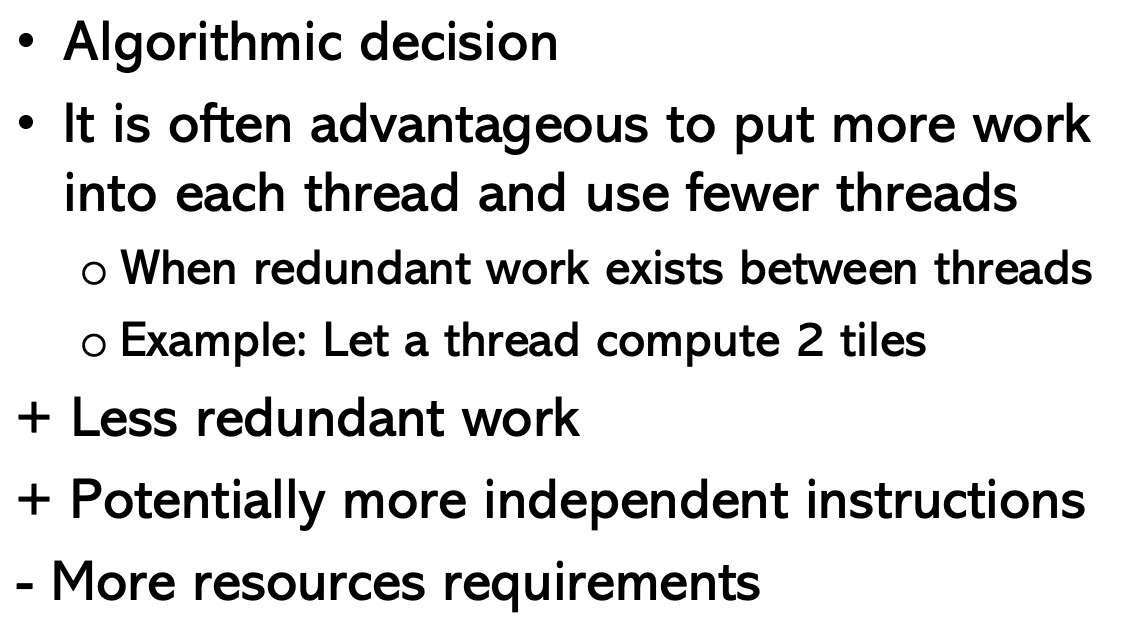 • Algorithmic decision
• It is often advantageous to put more work
into each thread and use fewer threads
o When redundant work exists between threads
o Example: Let a thread compute 2 tiles
+ Less redundant work
+ Potentially more independent instructions
- More resources requirements